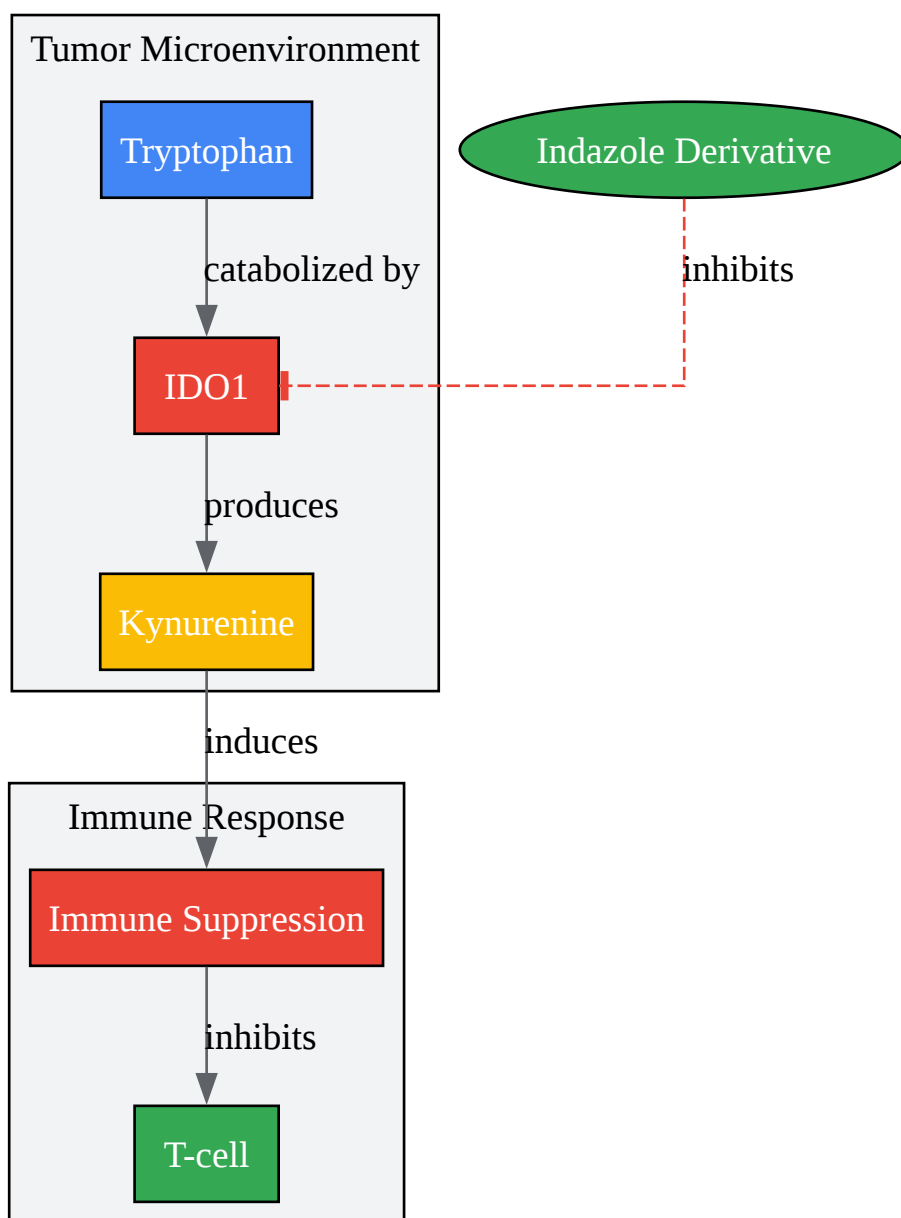 Tumor Microenvironment
Tryptophan
Indazole Derivative
catabolized by
inhibits
IDO1
produces
Kynurenine
induces
Immune Response
Immune Suppression
inhibits
T-cell